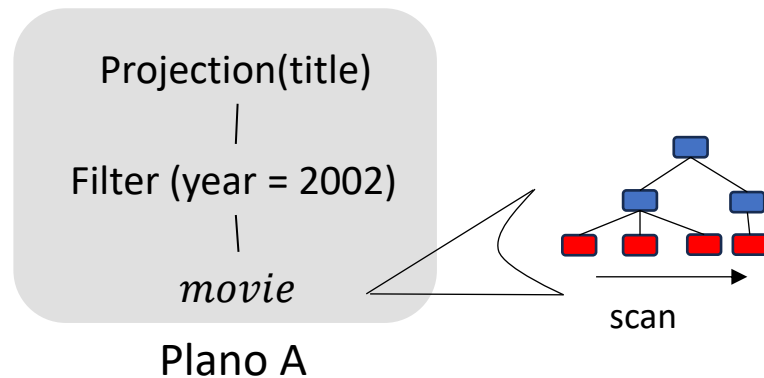 Projection(title)
Filter (year = 2002)
movie
scan
Plano A